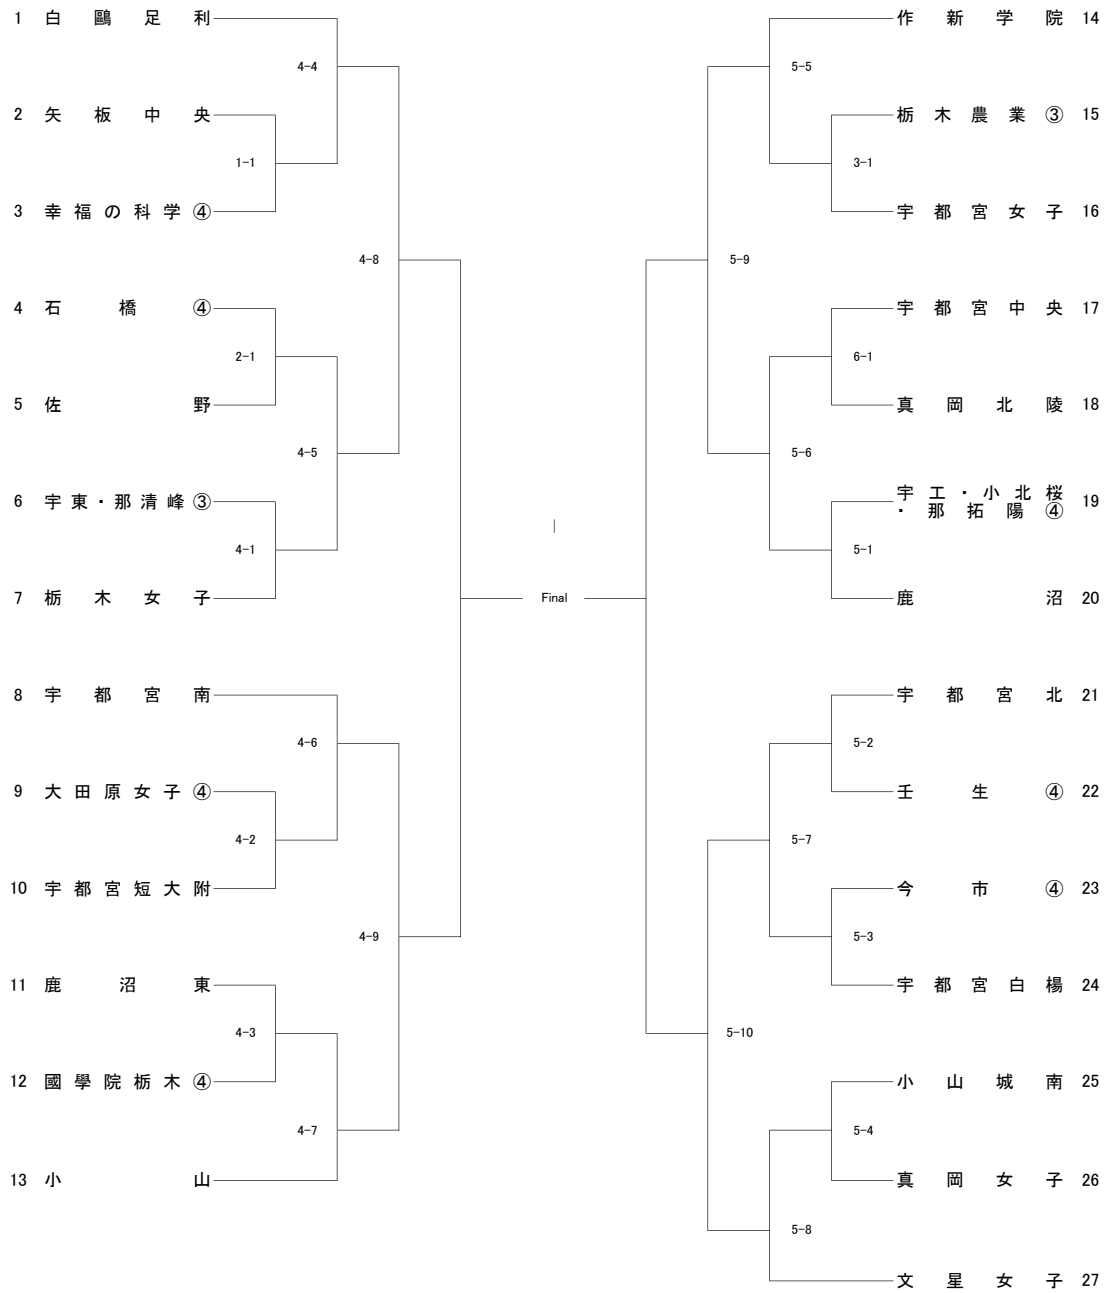 1 白鷗足利
4-4
2 矢板中央
1-1
3 幸福の科学④
4-8
4 石橋④
2-1
5 佐野
4-5
6 宇東・那清峰③
4-1
7 栃木女子
8 宇都宮南
4-6
9 大田原女子④
4-2
10 宇都宮短大附
4-9
11 鹿沼東
4-3
12 國學院栃木④
4-7
13 小山
Final
作新学院 14
5-5
栃木農業③ 15
3-1
宇都宮女子 16
5-9
宇都宮中央 17
6-1
真岡北陵 18
5-6
宇工・小北桜
・那拓陽④ 19
5-1
鹿沼 20
宇都宮北 21
5-2
壬生④ 22
5-7
今市④ 23
5-3
宇都宮白楊 24
5-10
小山城南 25
5-4
真岡女子 26
5-8
文星女子 27